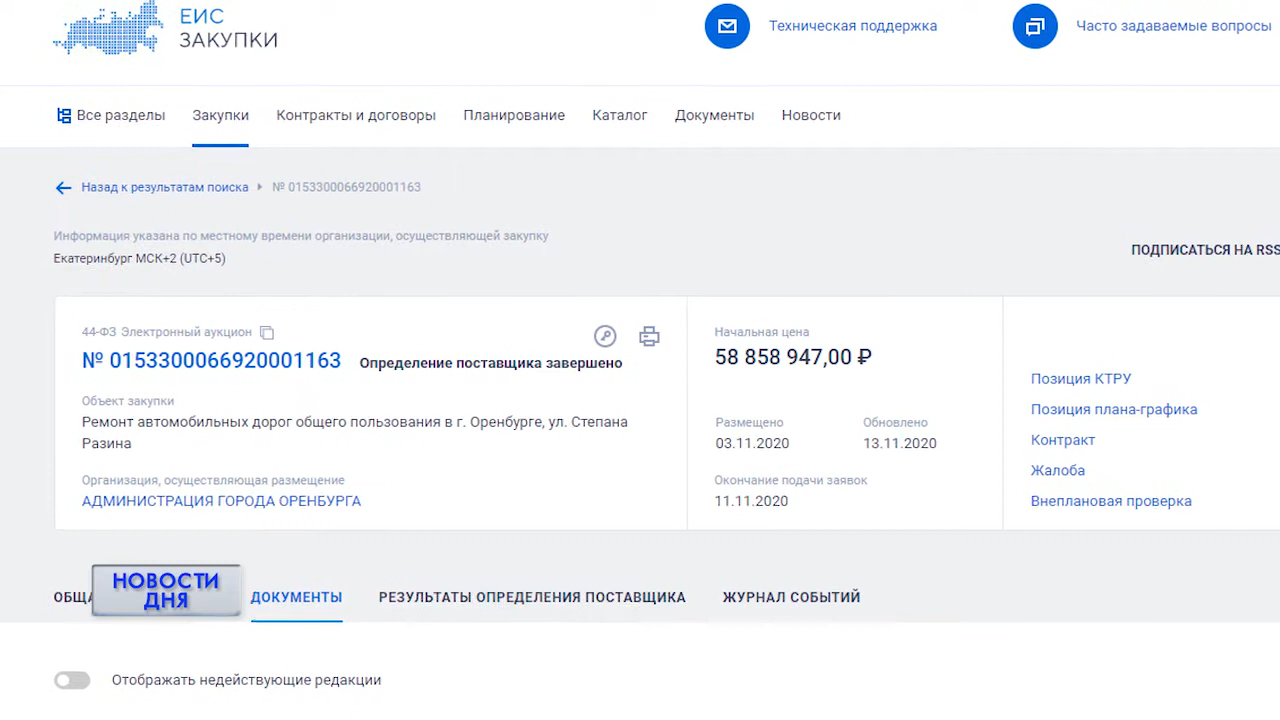 ЕИС
ЗАКУПКИ
Техническая поддержка
Часто задаваемые вопросы
Все разделы
Закупки
Контракты и договоры
Планирование
Каталог
Документы
Новости
Назад к результатам поиска
№ 0153300066920001163
Информация указана по местному времени организации, осуществляющей закупку
Екатеринбург МСК+2 (UTC+5)
ПОДПИСАТЬСЯ НА RSS
44-ФЗ Электронный аукцион
№ 0153300066920001163
Определение поставщика завершено
Объект закупки
Ремонт автомобильных дорог общего пользования в г. Оренбурге, ул. Степана
Разина
Организация, осуществляющая размещение
АДМИНИСТРАЦИЯ ГОРОДА ОРЕНБУРГА
Начальная цена
58 858 947,00 ₽
Размещено
Обновлено
03.11.2020
13.11.2020
Окончание подачи заявок
11.11.2020
Позиция КТРУ
Позиция плана-графика
Контракт
Жалоба
Внеплановая проверка
НОВОСТИ
ДНЯ
ДОКУМЕНТЫ
РЕЗУЛЬТАТЫ ОПРЕДЕЛЕНИЯ ПОСТАВЩИКА
ЖУРНАЛ СОБЫТИЙ
Отображать недействующие редакции